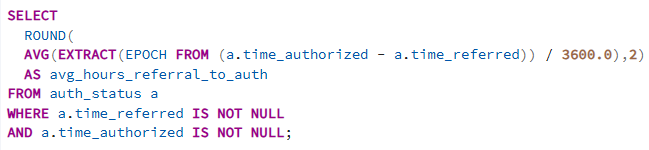 SELECT
ROUND(
AVG(EXTRACT(EPOCH FROM (a.time_authorized - a.time_referred)) / 3600.0),2)
AS avg_hours_referral_to_auth
FROM auth_status a
WHERE a.time_referred IS NOT NULL
AND a.time_authorized IS NOT NULL;